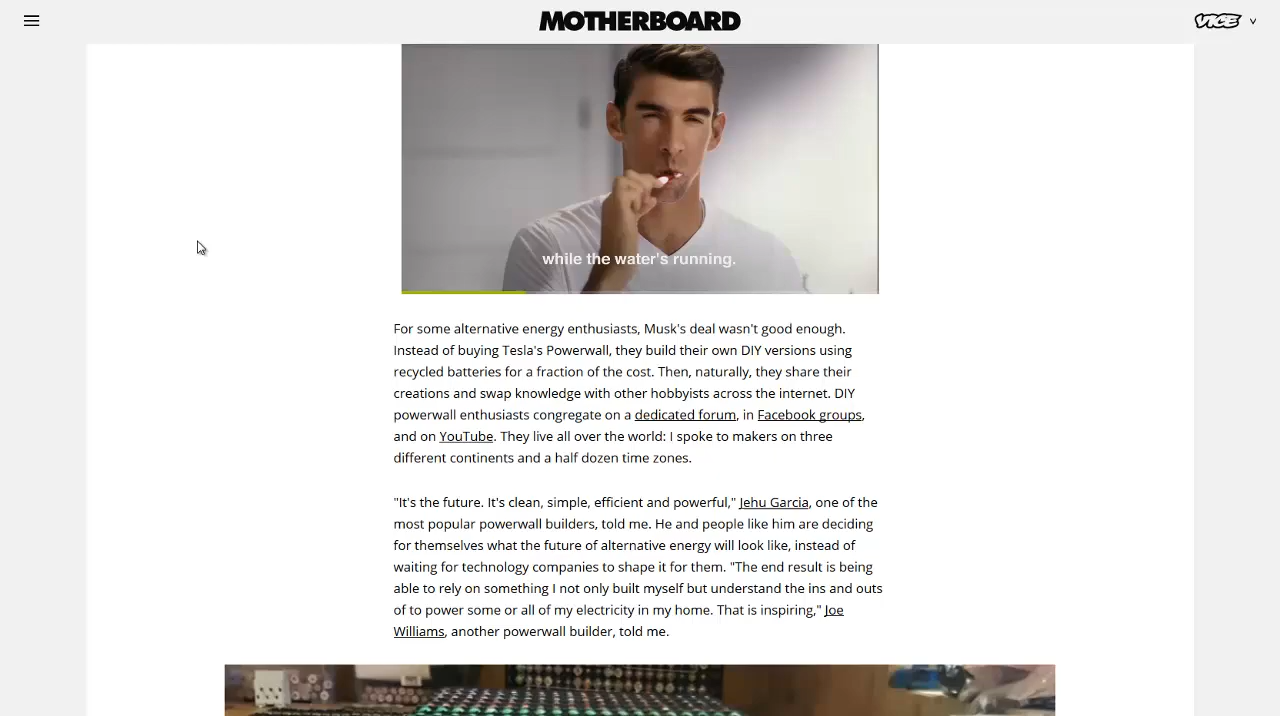 MOTHERBOARD
VICE
while the water's running.
For some alternative energy enthusiasts, Musk's deal wasn't good enough.
Instead of buying Tesla's Powerwall, they build their own DIY versions using
recycled batteries for a fraction of the cost. Then, naturally, they share their
creations and swap knowledge with other hobbyists across the internet. DIY
powerwall enthusiasts congregate on a dedicated forum, in Facebook groups,
and on YouTube. They live all over the world: I spoke to makers on three
different continents and a half dozen time zones.
"It's the future. It's clean, simple, efficient and powerful," Jehu Garcia, one of the
most popular powerwall builders, told me. He and people like him are deciding
for themselves what the future of alternative energy will look like, instead of
waiting for technology companies to shape it for them. "The end result is being
able to rely on something I not only built myself but understand the ins and outs
of to power some or all of my electricity in my home. That is inspiring," Joe
Williams, another powerwall builder, told me.